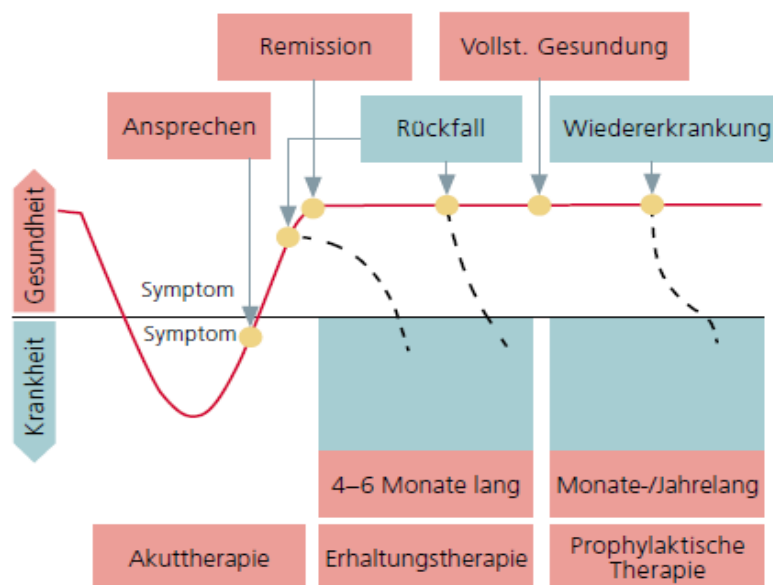 Remission
Vollst. Gesundung
Ansprechen
Rückfall
Wiedererkrankung
Gesundheit
Symptom
Symptom
Krankheit
4–6 Monate lang
Monate-/Jahrelang
Akuttherapie
Erhaltungstherapie
Prophylaktische
Therapie